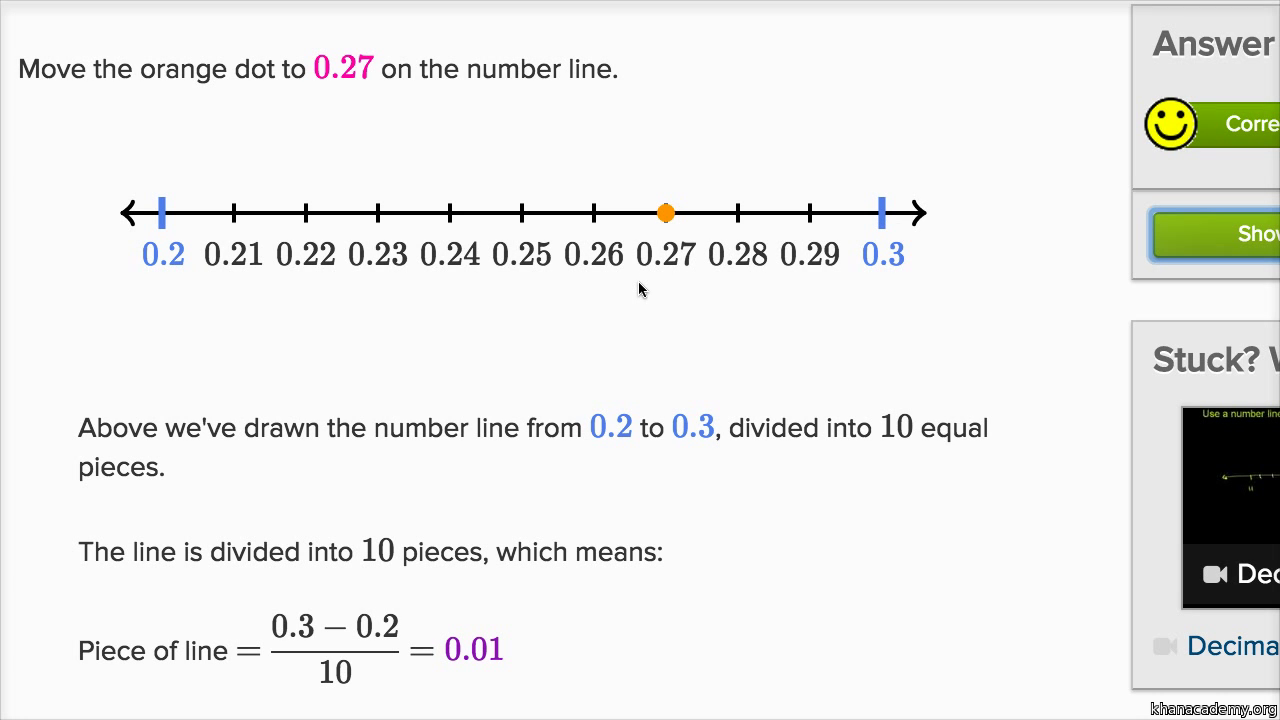 Move the orange dot to 0.27 on the number line.
0.2 0.21 0.22 0.23 0.24 0.25 0.26 0.27 0.28 0.29 0.3
Above we've drawn the number line from 0.2 to 0.3, divided into 10 equal
pieces.
The line is divided into 10 pieces, which means:
Piece of line = (0.3 − 0.2)/10 = 0.01
Answer
Corre
Show
Stuck? W
Use a number line
Dec
Decima
khanacademy.org